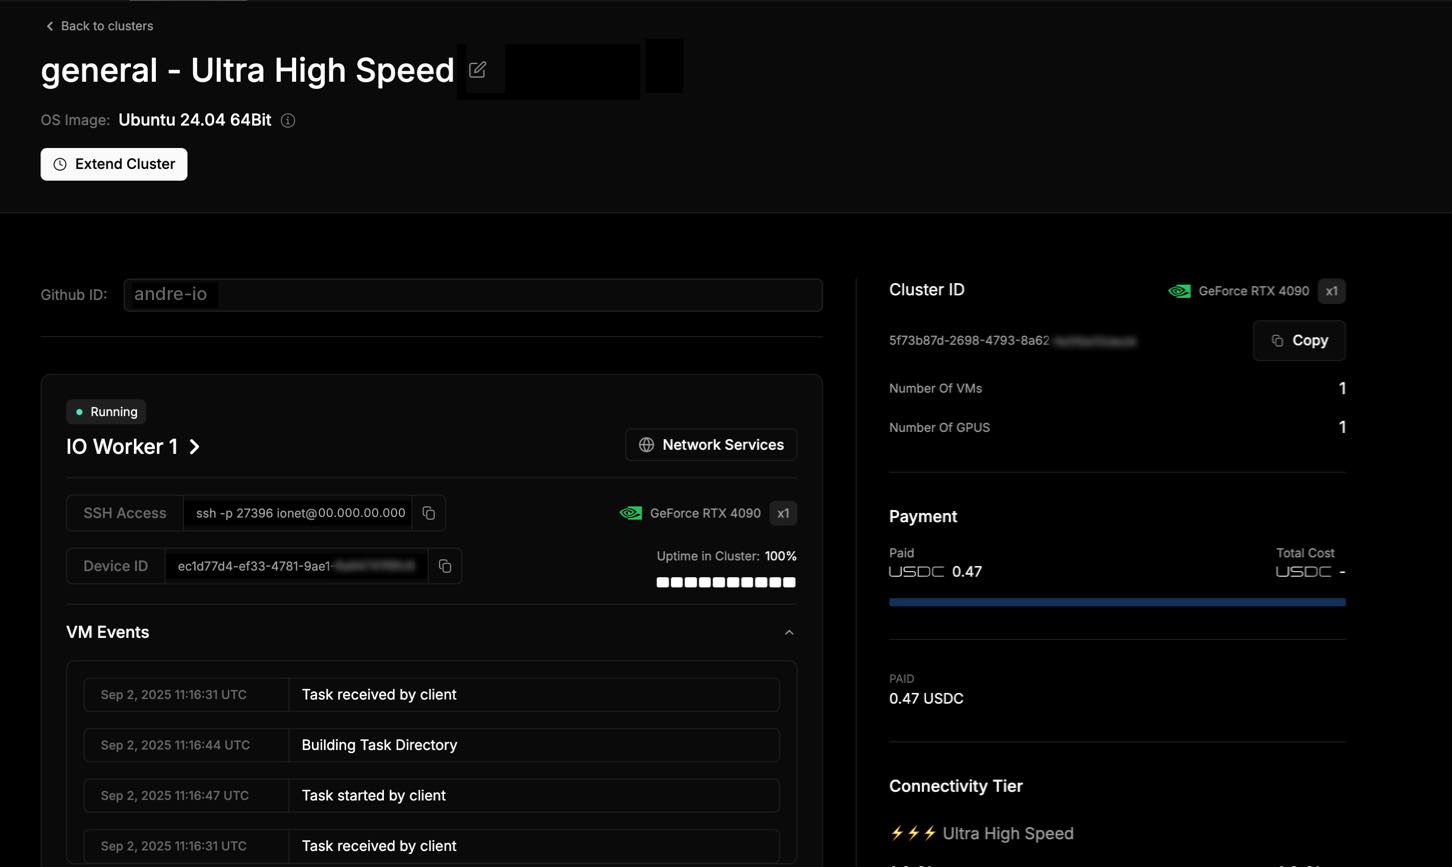 Back to clusters
general - Ultra High Speed
OS Image: Ubuntu 24.04 64Bit
Extend Cluster
Github ID: andre-io
Running
IO Worker 1
Network Services
SSH Access ssh -p 27396 ionet@00.000.00.000
GeForce RTX 4090 x1
Device ID ec1d77d4-ef33-4781-9ae1-
Uptime in Cluster: 100%
VM Events
Sep 2, 2025 11:16:31 UTC Task received by client
Sep 2, 2025 11:16:44 UTC Building Task Directory
Sep 2, 2025 11:16:47 UTC Task started by client
Sep 2, 2025 11:16:31 UTC Task received by client
Cluster ID
GeForce RTX 4090 x1
5f73b87d-2698-4793-8a62
Copy
Number Of VMs 1
Number Of GPUS 1
Payment
Paid Total Cost
USDC 0.47 USDC -
PAID
0.47 USDC
Connectivity Tier
⚡⚡⚡ Ultra High Speed